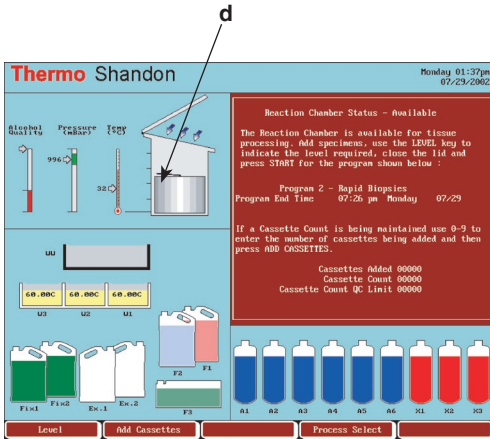 d
Thermo Shandon
Monday 01:37pm
07/29/2002
Alcohol
Quality
Pressure
(mBar)
Temp
(°C)
996
32
Reaction Chamber Status - Available
The Reaction Chamber is available for tissue
processing. Add specimens, use the LEVEL key to
indicate the level required, close the lid and
press START for the program shown below :
Program 2 - Rapid Biopsies
Program End Time 07:26 pm Monday 07/29
If a Cassette Count is being maintained use 0-9 to
enter the number of cassettes being added and then
press ADD CASSETTES.
Cassettes Added 00000
Cassette Count 00000
Cassette Count QC Limit 00000
UU
60.00C 60.00C 60.00C
W3 W2 W1
F2 F1
Fix1 Fix2 Ex.1 Ex.2 F3
A1 A2 A3 A4 A5 A6 X1 X2 X3
Level Add Cassettes Process Select